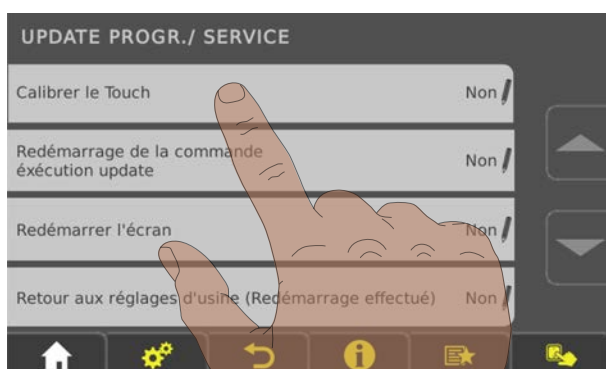 UPDATE PROGR./ SERVICE
Calibrer le Touch Non
Redémarrage de la commande
éxécution update Non
Redémarrer l'écran Non
Retour aux réglages d'usine (Redémarrage effectué) Non